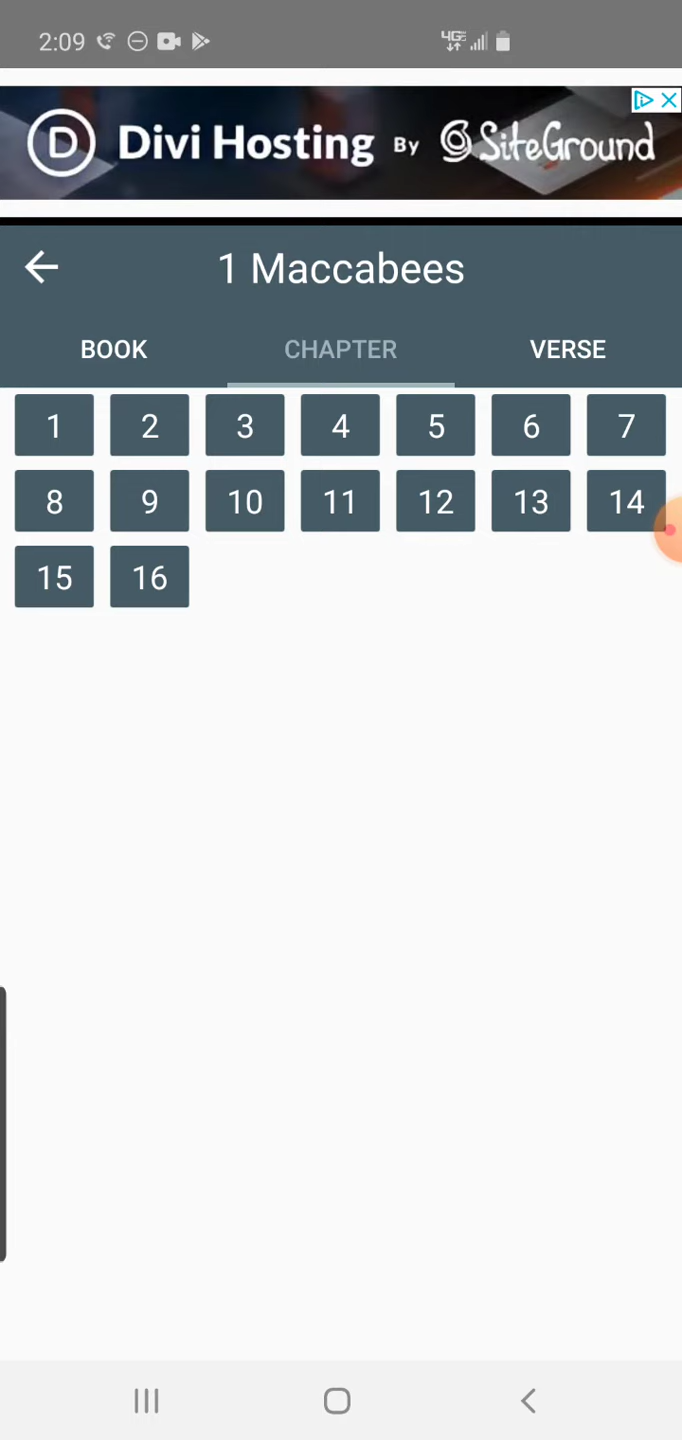 2:09 4GE
Divi Hosting By SiteGround
1 Maccabees
BOOK CHAPTER VERSE
1 2 3 4 5 6 7
8 9 10 11 12 13 14
15 16